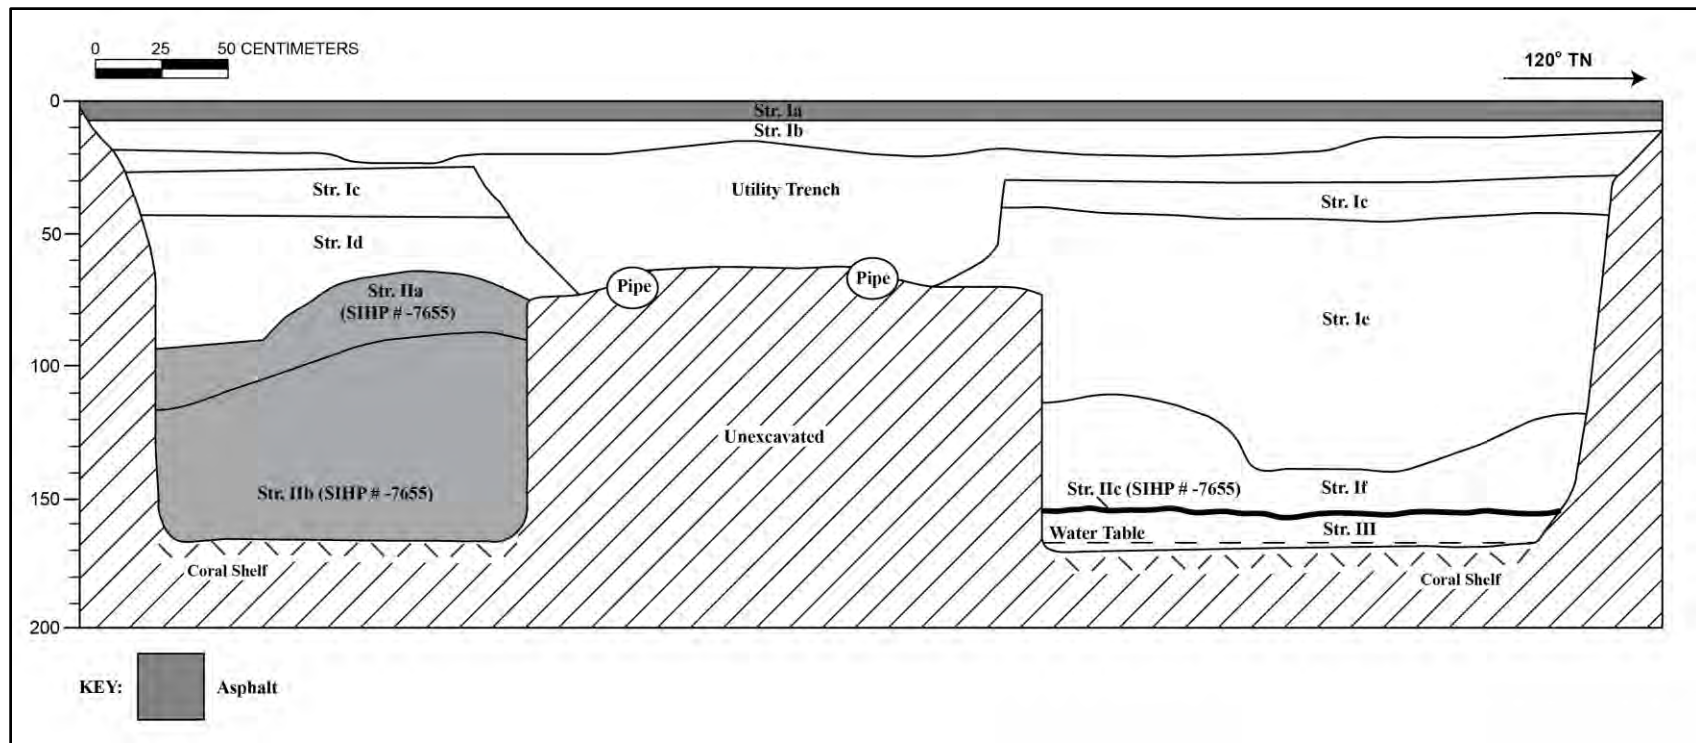 0 25 50 CENTIMETERS
120° TN
0
Str. Ia
Str. Ib
Str. Ic
Utility Trench
Str. Ic
50
Str. Id
Pipe
Pipe
Str. IIa
(SIHP # -7655)
Str. Ie
100
Unexcavated
150
Str. IIb (SIHP # -7655)
Str. IIc (SIHP # -7655)
Str. If
Water Table
Str. III
Coral Shelf
Coral Shelf
200
KEY:
Asphalt